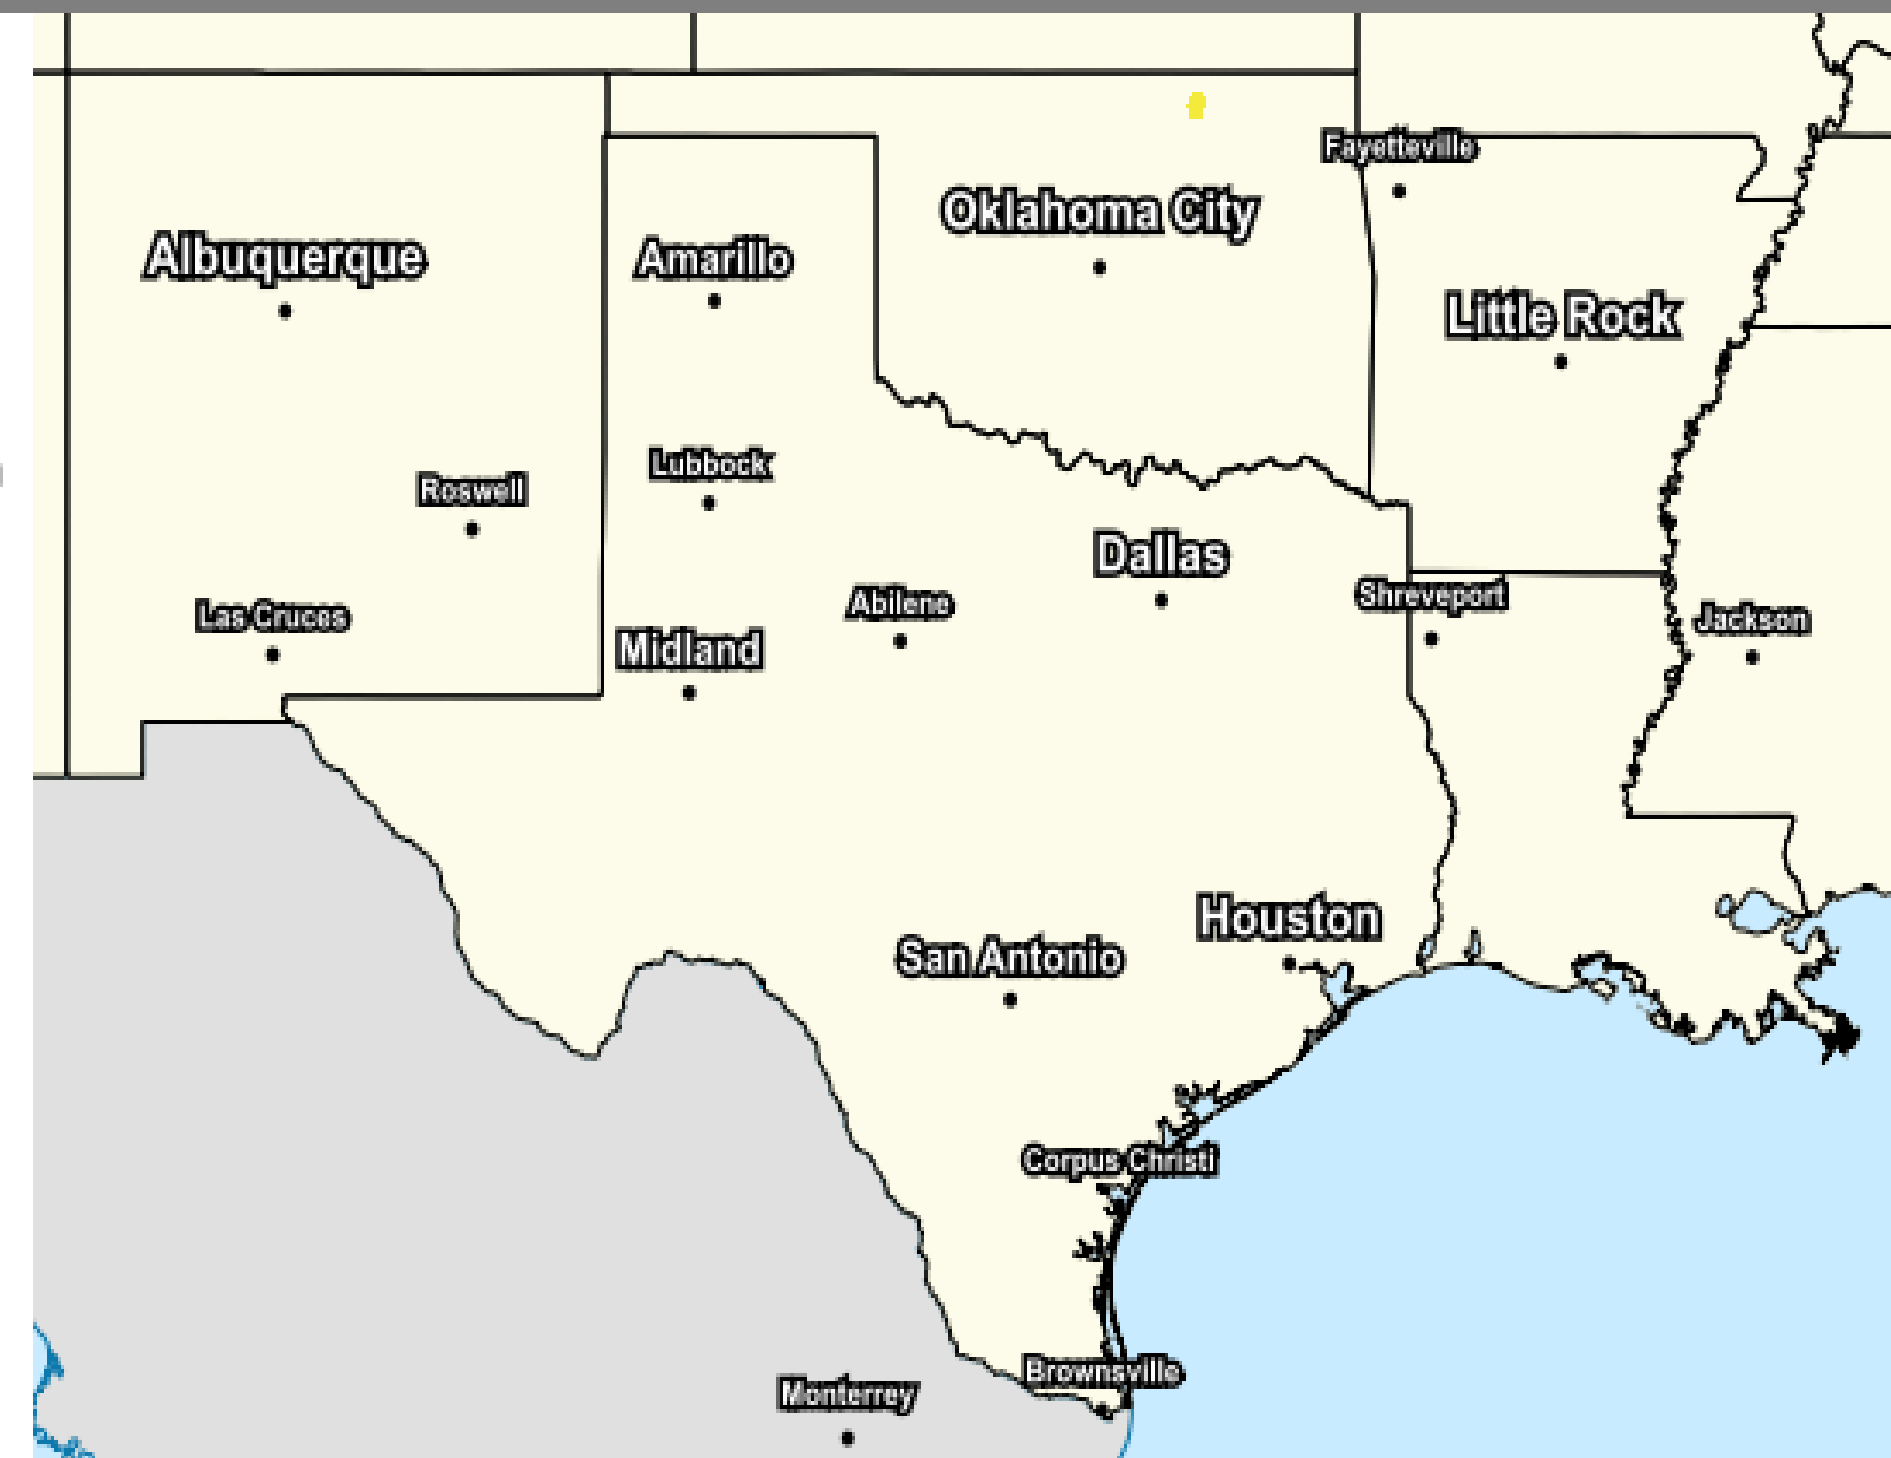 Fayetteville
Oklahoma City
Albuquerque
Amarillo
Little Rock
Lubbock
Roswell
Dallas
Shreveport
Abilene
Las Cruces
Jackson
Midland
Houston
San Antonio
Corpus Christi
Brownsville
Monterrey